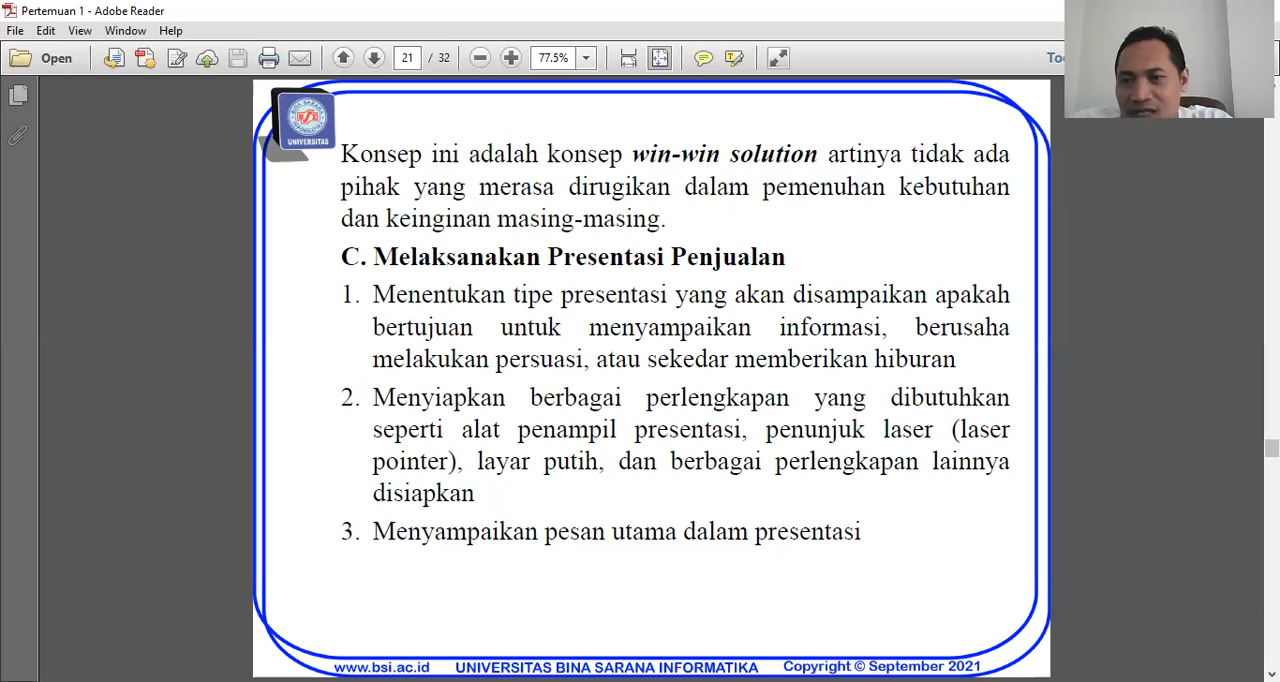 Pertemuan 1 - Adobe Reader
File Edit View Window Help
Open 21 / 32 77.5%
BINA SARANA INFORMATIKA
UNIVERSITAS
Konsep ini adalah konsep win-win solution artinya tidak ada
pihak yang merasa dirugikan dalam pemenuhan kebutuhan
dan keinginan masing-masing.
C. Melaksanakan Presentasi Penjualan
1. Menentukan tipe presentasi yang akan disampaikan apakah
bertujuan untuk menyampaikan informasi, berusaha
melakukan persuasi, atau sekedar memberikan hiburan
2. Menyiapkan berbagai perlengkapan yang dibutuhkan
seperti alat penampil presentasi, penunjuk laser (laser
pointer), layar putih, dan berbagai perlengkapan lainnya
disiapkan
3. Menyampaikan pesan utama dalam presentasi
www.bsi.ac.id UNIVERSITAS BINA SARANA INFORMATIKA Copyright © September 2021